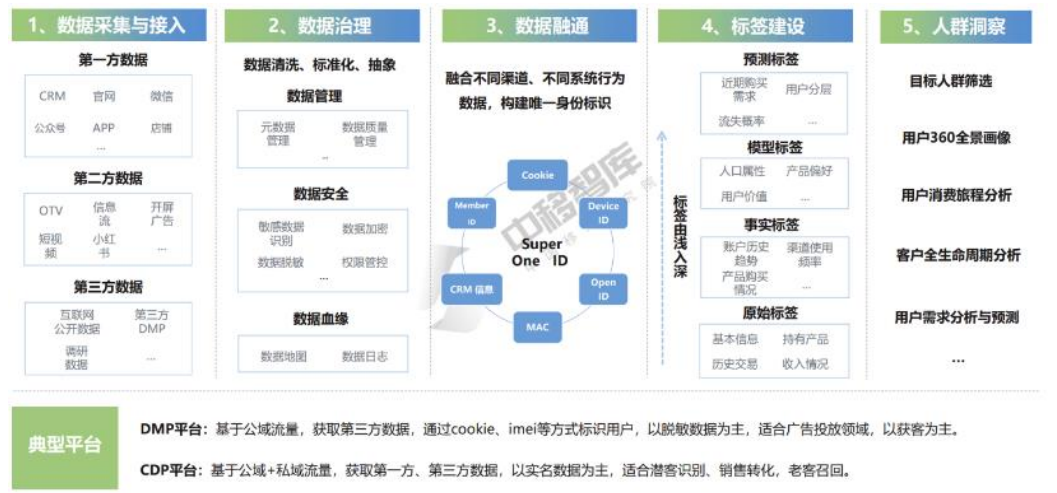 1、数据采集与接入
第一方数据
CRM 官网 微信
公众号 APP 店铺
...
第二方数据
OTV 信息流 开屏广告
短视频 小红书 ...
第三方数据
互联网公开数据 第三方DMP
调研数据 ...
2、数据治理
数据清洗、标准化、抽象
数据管理
元数据管理 数据质量管理
..
数据安全
敏感数据识别 数据加密
数据脱敏 权限管控
...
数据血缘
数据地图 数据日志
3、数据融通
融合不同渠道、不同系统行为
数据，构建唯一身份标识
Cookie
Member ID
Device ID
Super
One ID
CRM 信息
Open ID
MAC
中移智库
4、标签建设
标签由浅入深
预测标签
近期购买需求 用户分层
流失概率 ...
模型标签
人口属性 产品偏好
用户价值 ...
事实标签
账户历史趋势 渠道使用频率
产品购买情况 ...
原始标签
基本信息 持有产品
历史交易 收入情况
5、人群洞察
目标人群筛选
用户360全景画像
用户消费旅程分析
客户全生命周期分析
用户需求分析与预测
...
典型平台
DMP平台：基于公域流量，获取第三方数据，通过cookie、imei等方式标识用户，以脱敏数据为主，适合广告投放领域，以获客为主。
CDP平台：基于公域+私域流量，获取第一方、第三方数据，以实名数据为主，适合潜客识别、销售转化，老客召回。